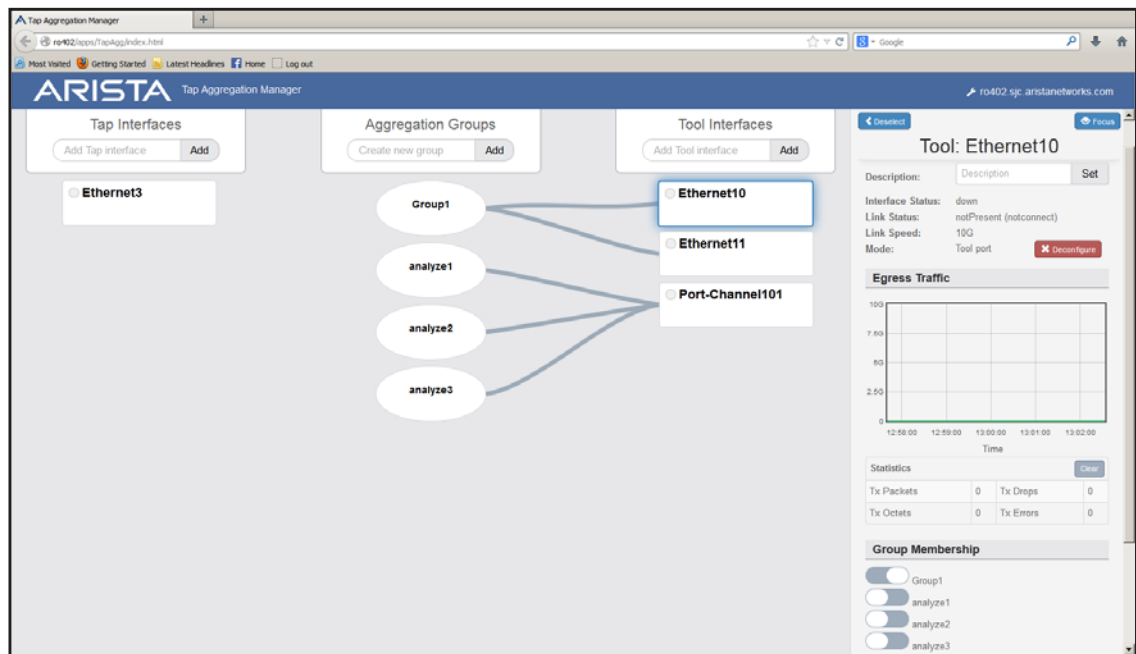 Tap Aggregation Manager
ro402/apps/TapAgg/index.html
Google
Most Visited Getting Started Latest Headlines Home Log out
ARISTA Tap Aggregation Manager
ro402.sjc.aristanetworks.com
Tap Interfaces
Add Tap interface Add
Ethernet3
Aggregation Groups
Create new group Add
Group1
analyze1
analyze2
analyze3
Tool Interfaces
Add Tool interface Add
Ethernet10
Ethernet11
Port-Channel101
Deselect Focus
Tool: Ethernet10
Description: Description Set
Interface Status: down
Link Status: notPresent (notconnect)
Link Speed: 10G
Mode: Tool port Deconfigure
Egress Traffic
10G
7.5G
5G
2.5G
0
12:58:00 12:59:00 13:00:00 13:01:00 13:02:00
Time
Statistics Clear
Tx Packets 0 Tx Drops 0
Tx Octets 0 Tx Errors 0
Group Membership
Group1
analyze1
analyze2
analyze3